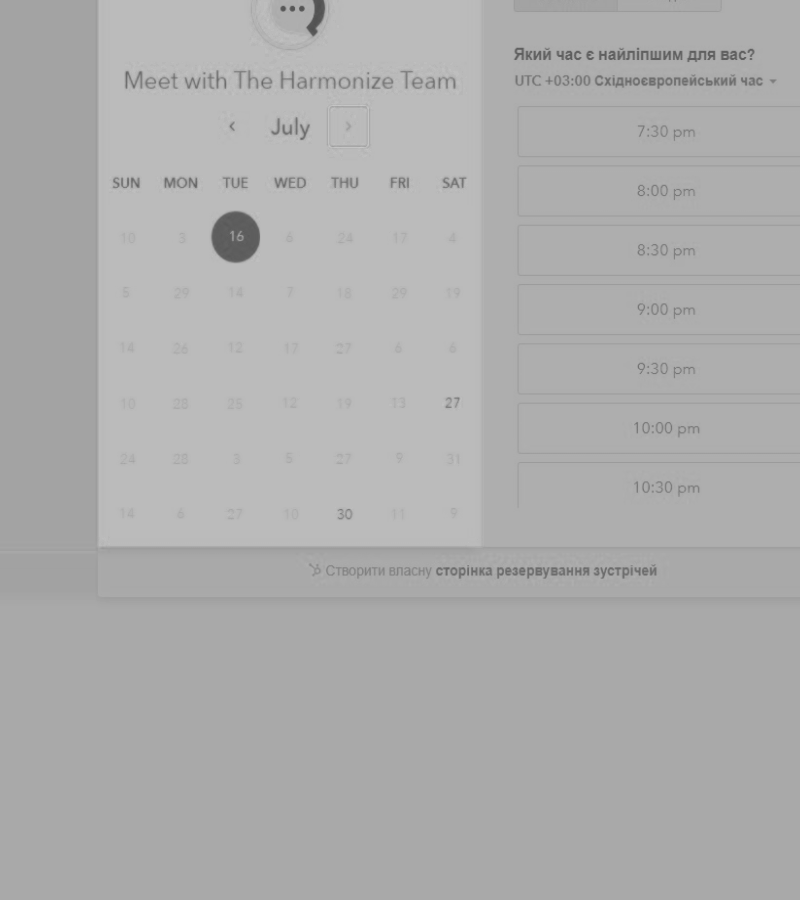 Meet with The Harmonize Team
July
SUN MON TUE WED THU FRI SAT
10 3 16 6 24 17 4
5 29 14 7 18 29 19
14 26 12 17 27 6 6
10 28 25 12 19 13 27
24 28 3 5 27 9 31
14 6 27 10 30 11 9
Який час є найліпшим для вас?
UTC +03:00 Східноєвропейський час
7:30 pm
8:00 pm
8:30 pm
9:00 pm
9:30 pm
10:00 pm
10:30 pm
Створити власну сторінка резервування зустрічей